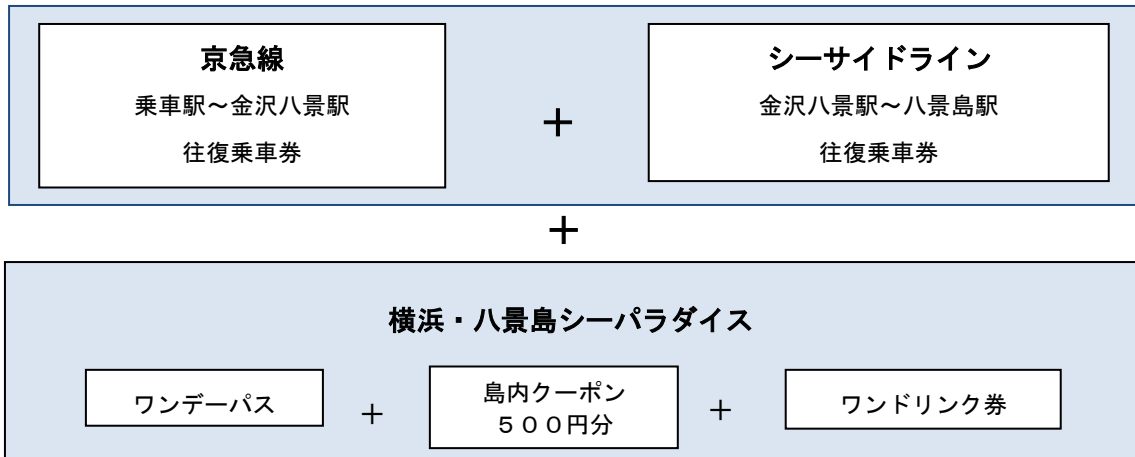 京急線
乗車駅～金沢八景駅
往復乗車券
＋
シーサイドライン
金沢八景駅～八景島駅
往復乗車券
＋
横浜・八景島シーパラダイス
ワンデーパス
＋
島内クーポン
５００円分
＋
ワンドリンク券